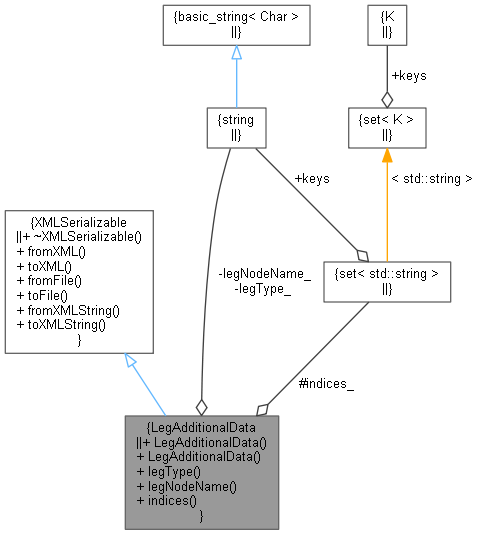 {basic_string< Char >
||}
{K
||}
+keys
{string
||}
{set< K >
||}
+keys
< std::string >
{XMLSerializable
||+ ~XMLSerializable()
+ fromXML()
+ toXML()
+ fromFile()
+ toFile()
+ fromXMLString()
+ toXMLString()
}
-legNodeName_
-legType_
{set< std::string >
||}
#indices_
{LegAdditionalData
||+ LegAdditionalData()
+ LegAdditionalData()
+ legType()
+ legNodeName()
+ indices()
}